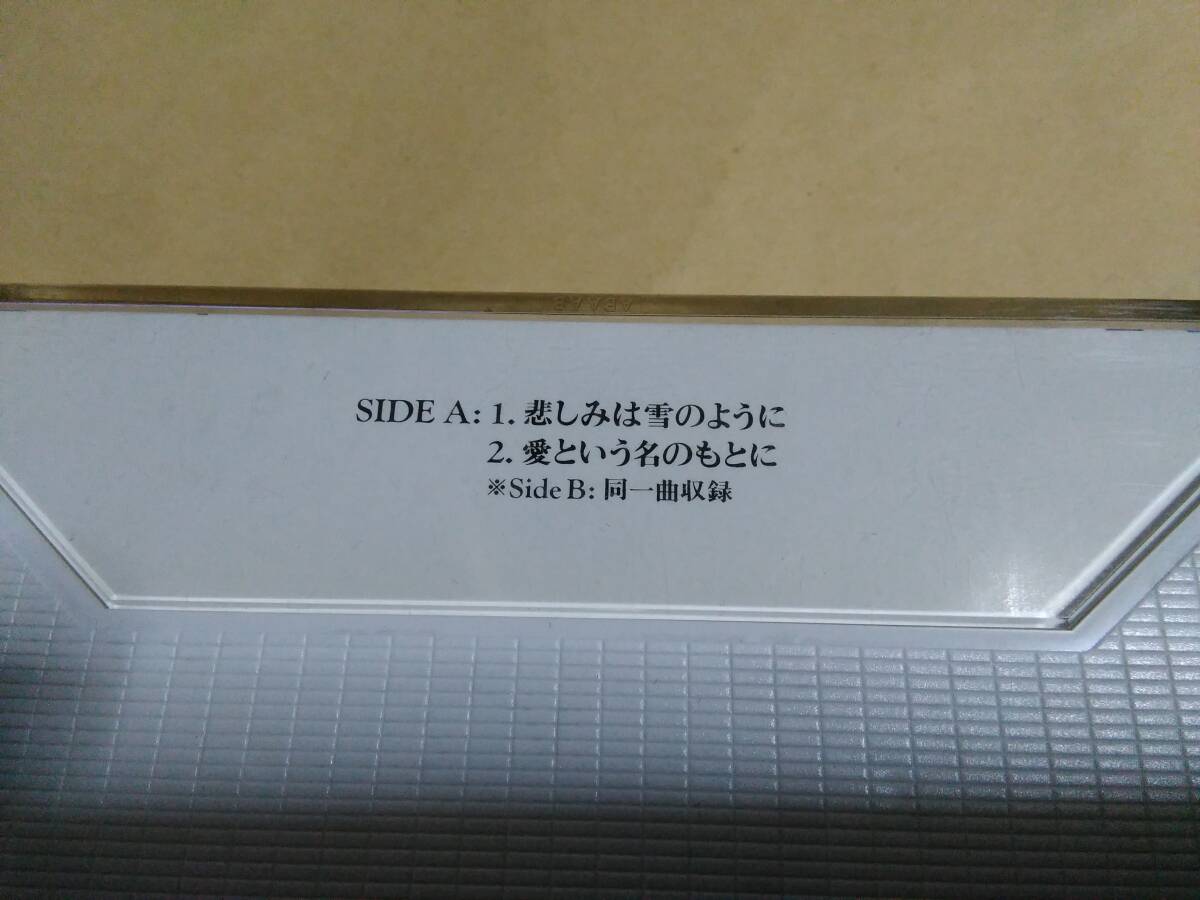 SIDE A: 1. 悲しみは雪のように
2. 愛という名のもとに
※Side B: 同一曲収録